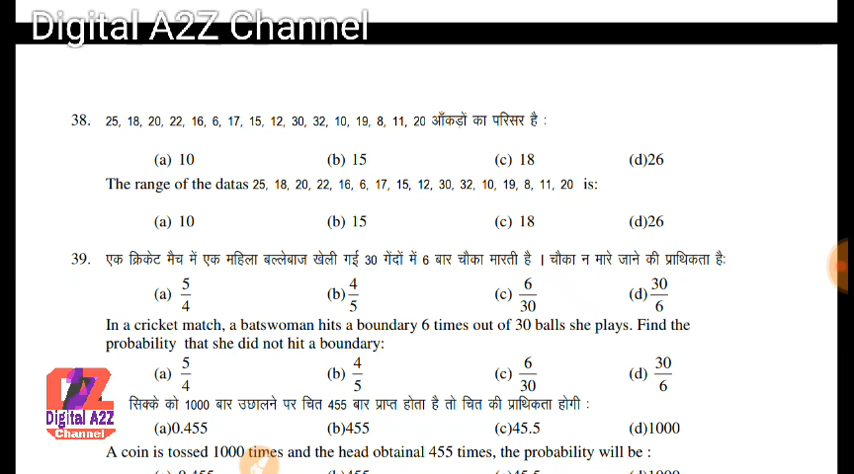 Digital A2Z Channel
38. 25, 18, 20, 22, 16, 6, 17, 15, 12, 30, 32, 10, 19, 8, 11, 20 आँकड़ों का परिसर है :
(a) 10 (b) 15 (c) 18 (d)26
The range of the datas 25, 18, 20, 22, 16, 6, 17, 15, 12, 30, 32, 10, 19, 8, 11, 20 is:
(a) 10 (b) 15 (c) 18 (d)26
39. एक क्रिकेट मैच में एक महिला बल्लेबाज खेली गई 30 गेंदों में 6 बार चौका मारती है । चौका न मारे जाने की प्राथिकता है:
(a) 5/4 (b) 4/5 (c) 6/30 (d) 30/6
In a cricket match, a batswoman hits a boundary 6 times out of 30 balls she plays. Find the
probability that she did not hit a boundary:
(a) 5/4 (b) 4/5 (c) 6/30 (d) 30/6
सिक्के को 1000 बार उछालने पर चित 455 बार प्राप्त होता है तो चित की प्राथिकता होगी :
Digital A2Z
Channel
(a)0.455 (b)455 (c)45.5 (d)1000
A coin is tossed 1000 times and the head obtainal 455 times, the probability will be :